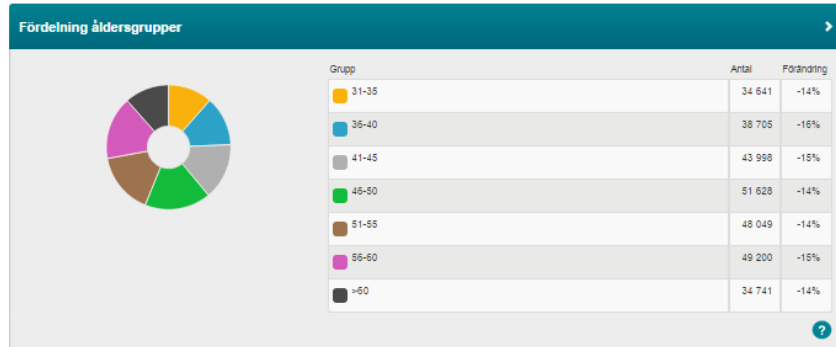 Fördelning åldersgrupper
Grupp Antal Förändring
31-35 34 641 -14%
36-40 38 705 -16%
41-45 43 998 -15%
46-50 51 628 -14%
51-55 48 049 -14%
56-60 49 200 -15%
>60 34 741 -14%
?